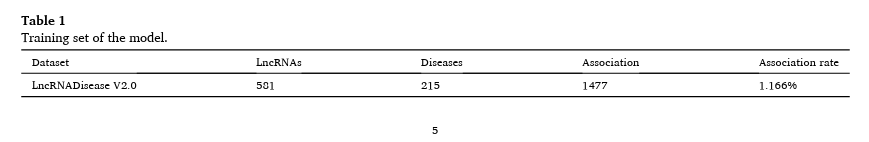 Table 1
Training set of the model.
Dataset LncRNAs Diseases Association Association rate
LncRNADisease V2.0 581 215 1477 1.166%
5